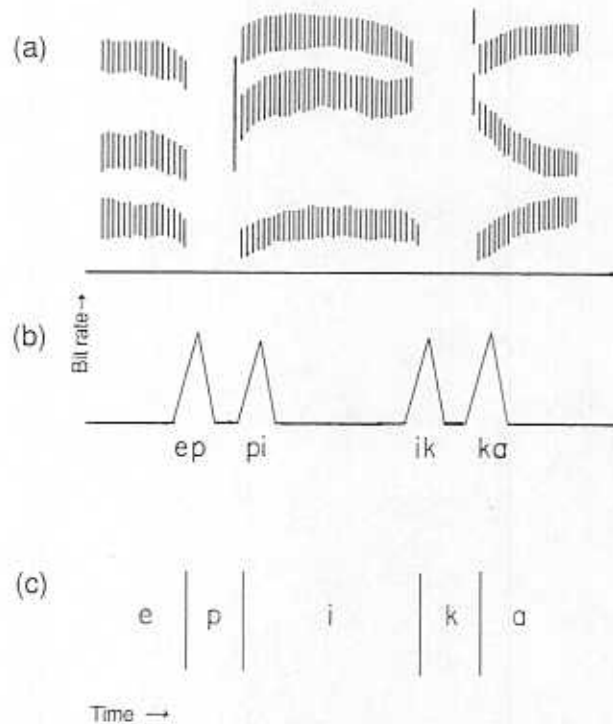 (a)
(b)
Bit rate→
ep pi ik ka
(c)
e p i k a
Time →